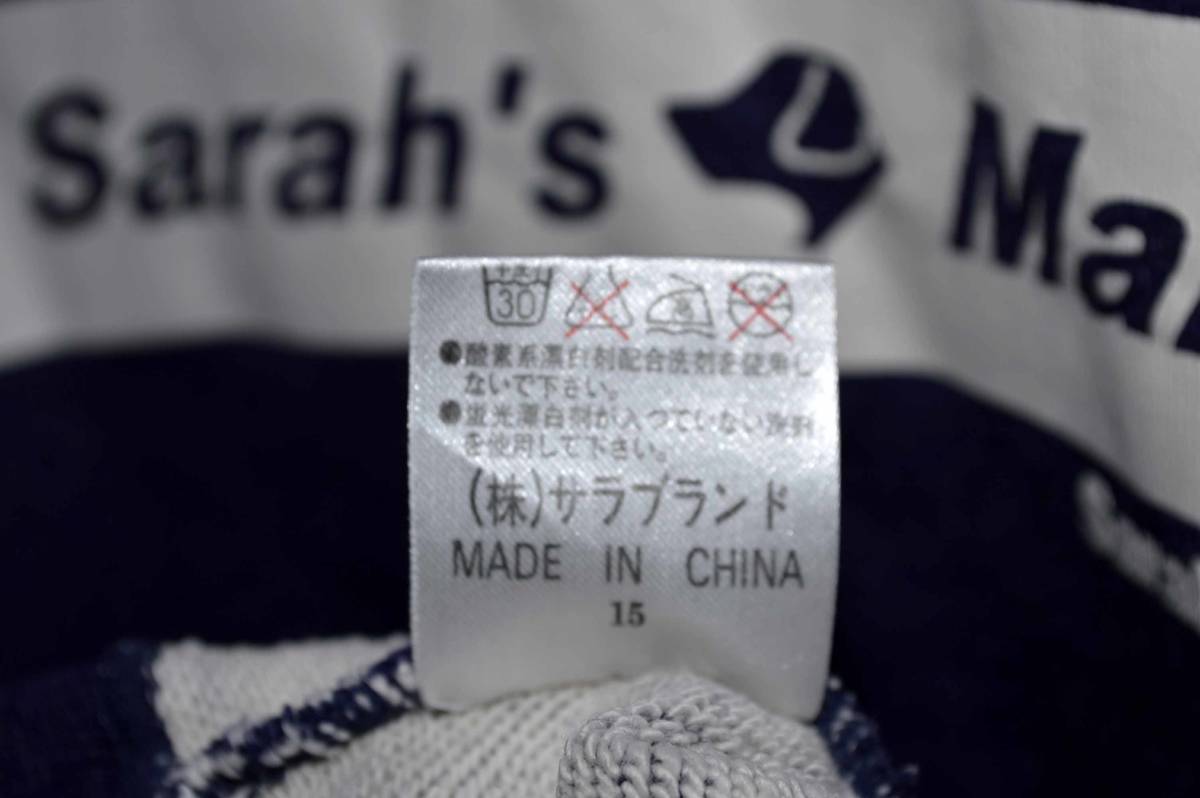 Sarah's Ma
30
●酸素系漂白剤配合洗剤を使用し
ないで下さい。
●蛍光漂白剤が入つていない洗剤
を使用して下さい。
(株)サラブランド
MADE IN CHINA
15